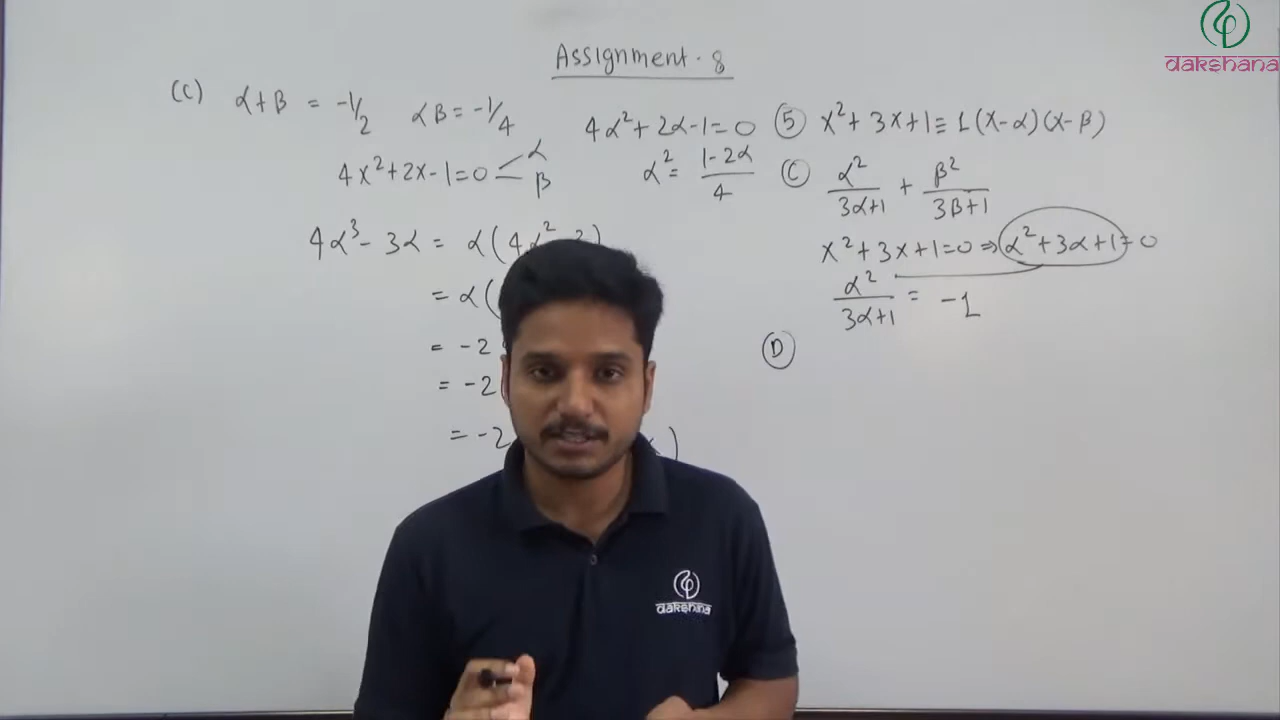 Assignment - 8
(C) α+β = -1/2 αβ = -1/4
4x²+2x-1=0 α β
4α³-3α = α(4α²
= α(
= -2
= -2
= -2
4α²+2α-1=0
α² = (1-2α)/4
(5) x²+3x+1 ≡ 1(x-α)(x-β)
(C) α²/(3α+1) + β²/(3β+1)
x²+3x+1=0 ⇒ α²+3α+1=0
α²/(3α+1) = -1
(D)
dakshana
dakshana